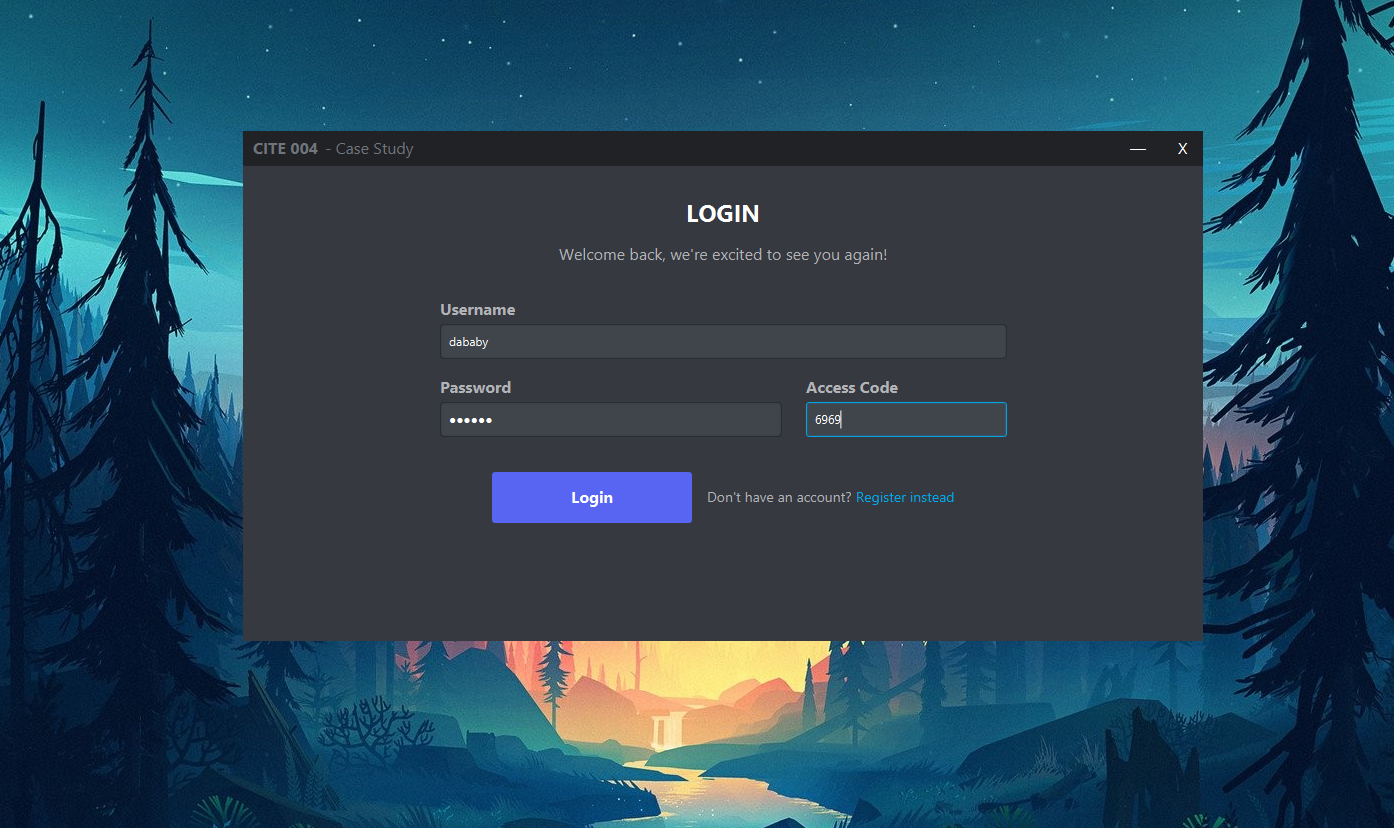 CITE 004 - Case Study — X
LOGIN
Welcome back, we're excited to see you again!
Username
dababy
Password Access Code
•••••• 6969
Login Don't have an account? Register instead